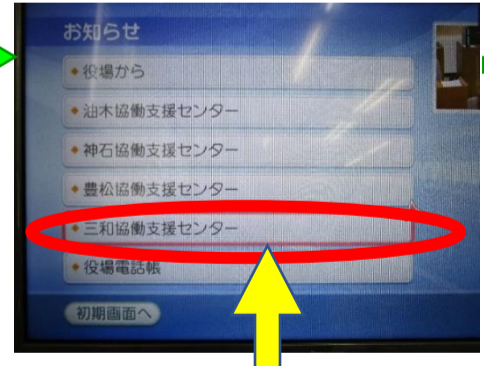 お知らせ
役場から
油木協働支援センター
神石協働支援センター
豊松協働支援センター
三和協働支援センター
役場電話帳
初期画面へ